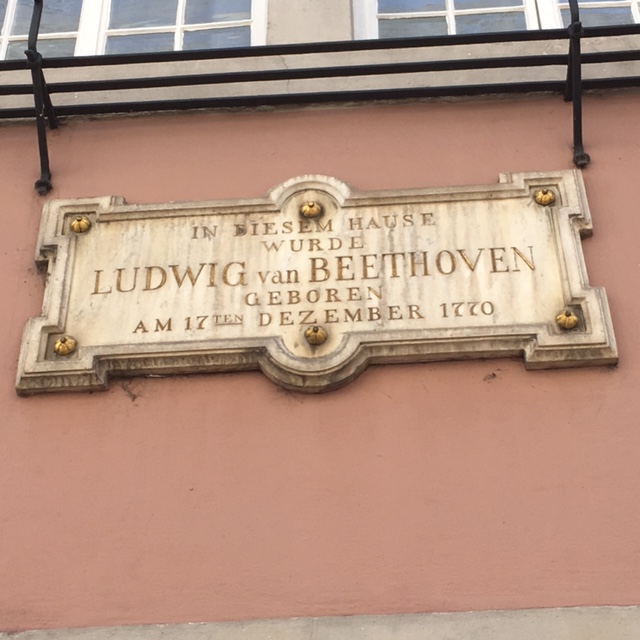 IN DIESEM HAUSE
WURDE
LUDWIG van BEETHOVEN
GEBOREN
AM 17TEN DEZEMBER 1770